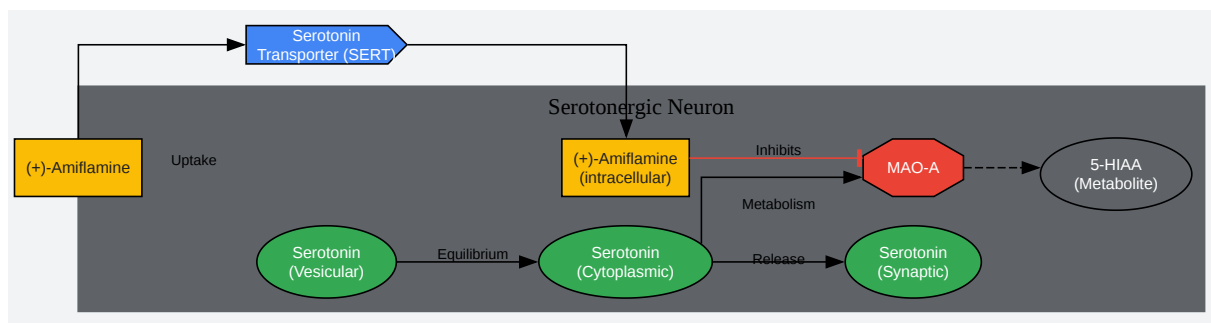 Serotonin
Transporter (SERT)
Serotonergic Neuron
(+)-Amiflamine
Uptake
(+)-Amiflamine
(intracellular)
Inhibits
MAO-A
5-HIAA
(Metabolite)
Metabolism
Serotonin
(Vesicular)
Equilibrium
Serotonin
(Cytoplasmic)
Release
Serotonin
(Synaptic)